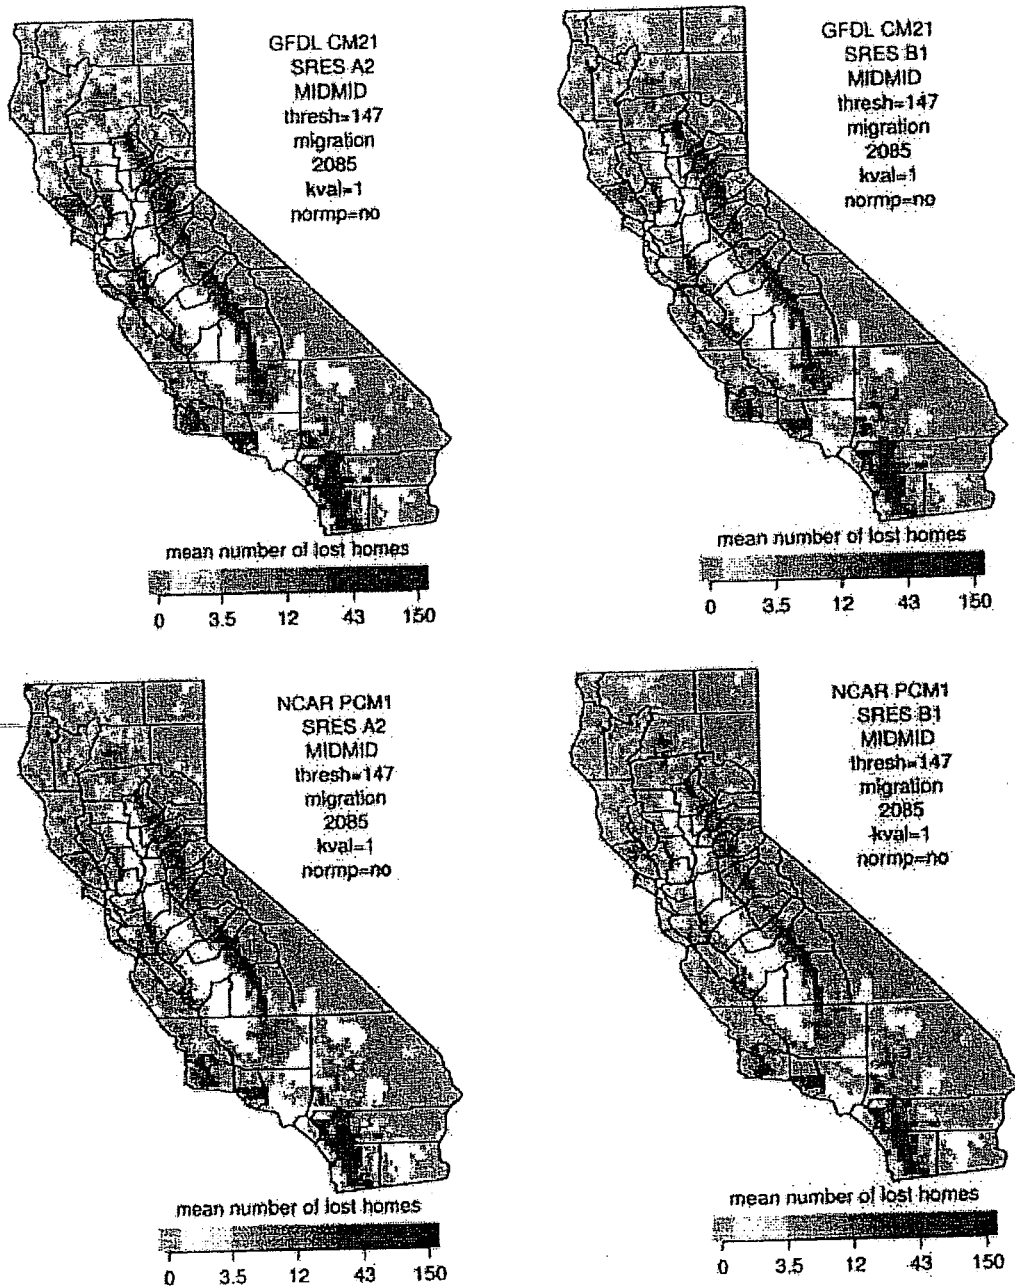 GFDL CM21
SRES A2
MIDMID
thresh=147
migration
2085
kval=1
normp=no
mean number of lost homes
0 3.5 12 43 150
GFDL CM21
SRES B1
MIDMID
thresh=147
migration
2085
kval=1
normp=no
mean number of lost homes
0 3.5 12 43 150
NCAR PCM1
SRES A2
MIDMID
thresh=147
migration
2085
kval=1
normp=no
mean number of lost homes
0 3.5 12 43 150
NCAR PCM1
SRES B1
MIDMID
thresh=147
migration
2085
kval=1
normp=no
mean number of lost homes
0 3.5 12 43 150